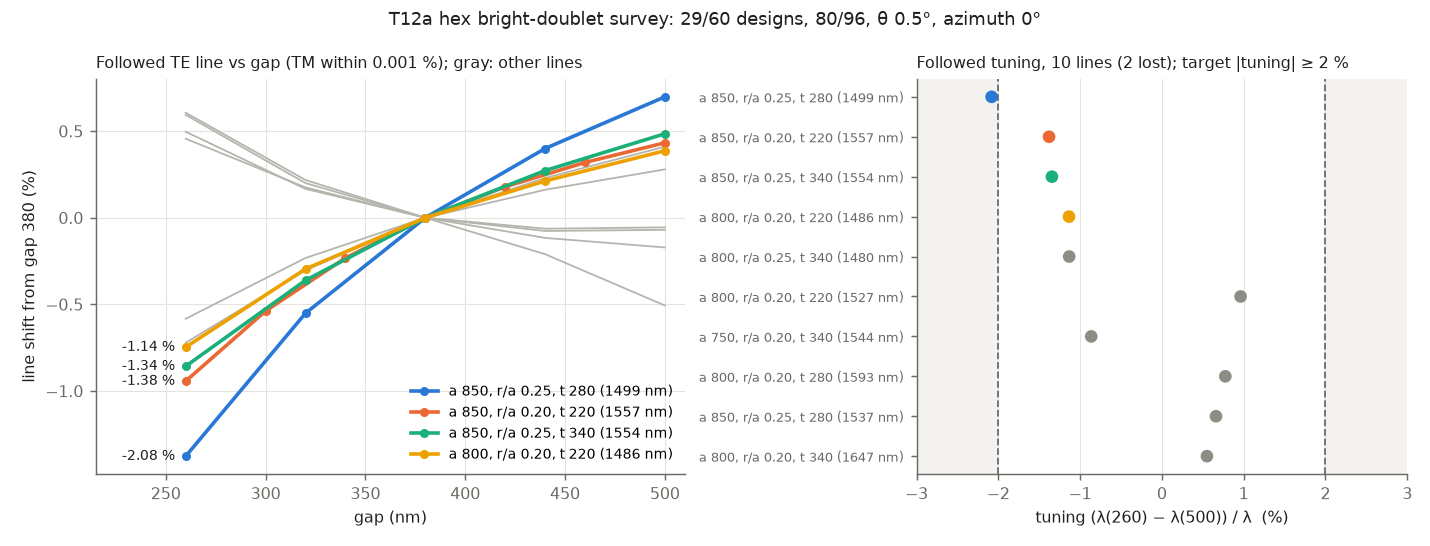 T12a hex bright-doublet survey: 29/60 designs, 80/96, θ 0.5°, azimuth 0°
Followed TE line vs gap (TM within 0.001 %); gray: other lines
line shift from gap 380 (%)
0.5
0.0
−0.5
−1.0
-1.14 %
-1.34 %
-1.38 %
-2.08 %
a 850, r/a 0.25, t 280 (1499 nm)
a 850, r/a 0.20, t 220 (1557 nm)
a 850, r/a 0.25, t 340 (1554 nm)
a 800, r/a 0.20, t 220 (1486 nm)
250 300 350 400 450 500
gap (nm)
Followed tuning, 10 lines (2 lost); target |tuning| ≥ 2 %
a 850, r/a 0.25, t 280 (1499 nm)
a 850, r/a 0.20, t 220 (1557 nm)
a 850, r/a 0.25, t 340 (1554 nm)
a 800, r/a 0.20, t 220 (1486 nm)
a 800, r/a 0.25, t 340 (1480 nm)
a 800, r/a 0.20, t 220 (1527 nm)
a 750, r/a 0.20, t 340 (1544 nm)
a 800, r/a 0.20, t 280 (1593 nm)
a 850, r/a 0.25, t 280 (1537 nm)
a 800, r/a 0.20, t 340 (1647 nm)
−3 −2 −1 0 1 2 3
tuning (λ(260) − λ(500)) / λ (%)